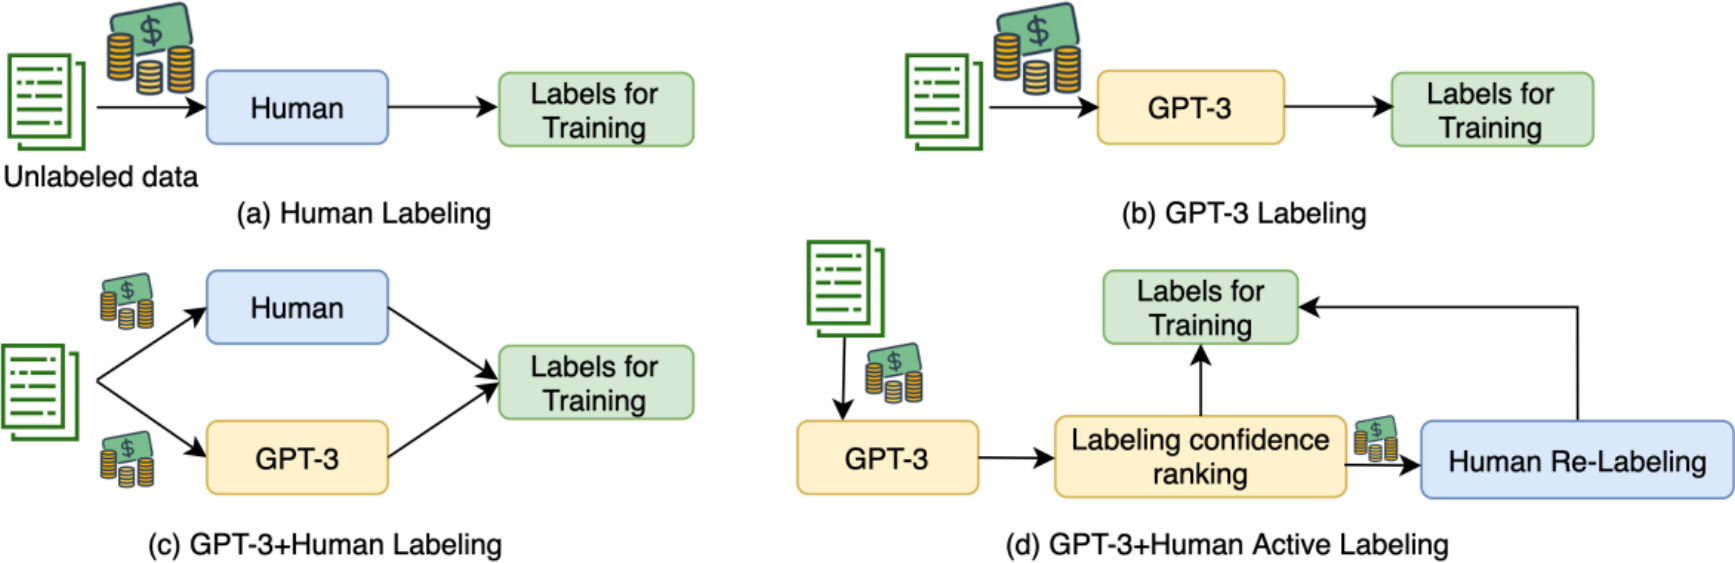 Human
Labels for
Training
Unlabeled data
(a) Human Labeling
GPT-3
Labels for
Training
(b) GPT-3 Labeling
Human
GPT-3
Labels for
Training
(c) GPT-3+Human Labeling
Labels for
Training
GPT-3
Labeling confidence
ranking
Human Re-Labeling
(d) GPT-3+Human Active Labeling
$
$
$
$
$
$